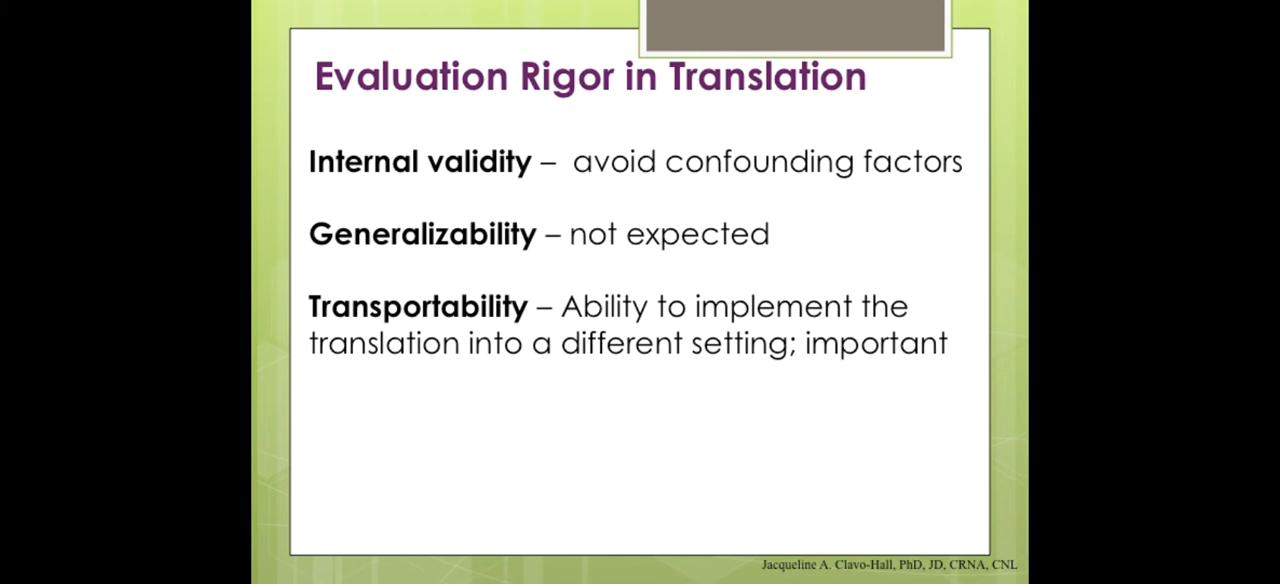 Evaluation Rigor in Translation
Internal validity – avoid confounding factors
Generalizability – not expected
Transportability – Ability to implement the
translation into a different setting; important
Jacqueline A. Clavo-Hall, PhD, JD, CRNA, CNL